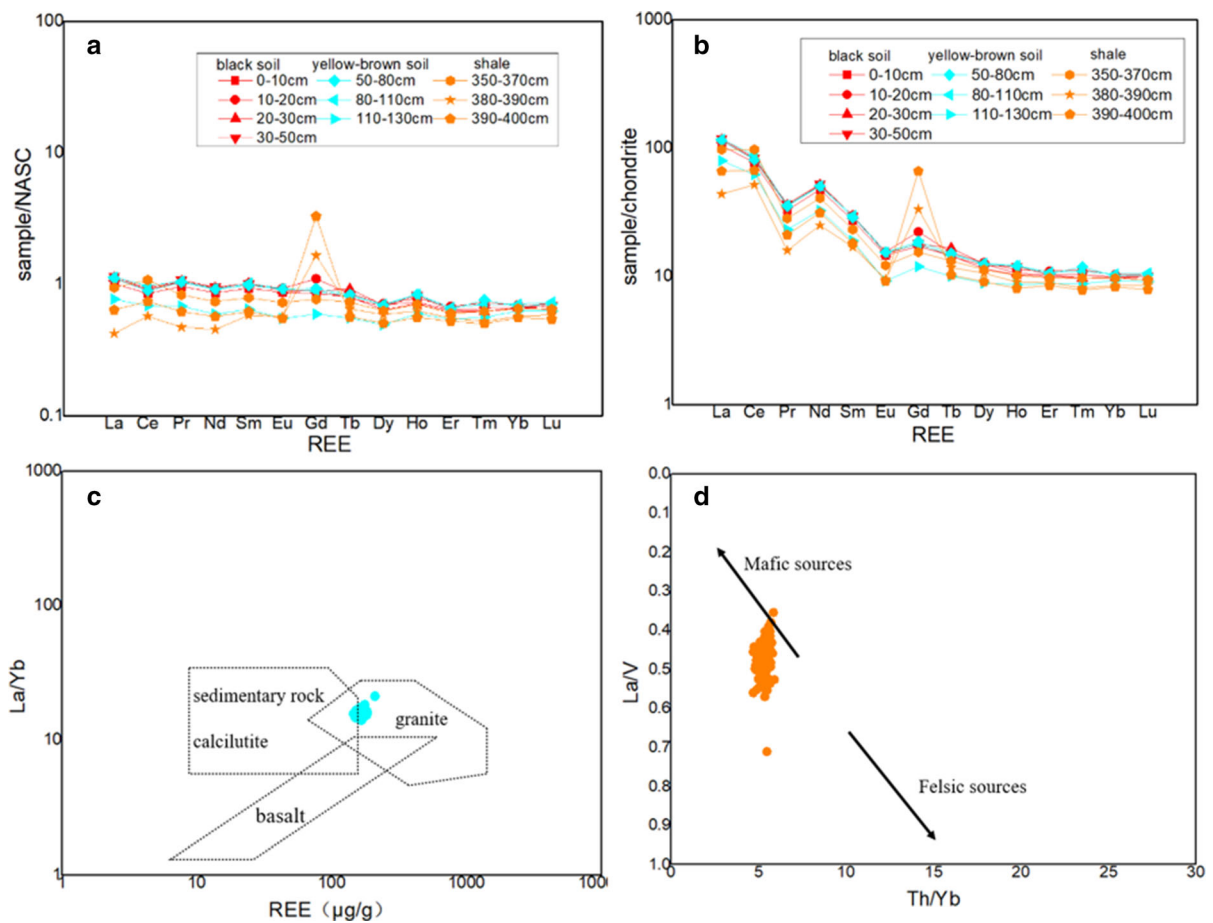 a
100
10
1
0.1
sample/NASC
black soil yellow-brown soil shale
0-10cm 50-80cm 350-370cm
10-20cm 80-110cm 380-390cm
20-30cm 110-130cm 390-400cm
30-50cm
La Ce Pr Nd Sm Eu Gd Tb Dy Ho Er Tm Yb Lu
REE
b
1000
100
10
1
sample/chondrite
black soil yellow-brown soil shale
0-10cm 50-80cm 350-370cm
10-20cm 80-110cm 380-390cm
20-30cm 110-130cm 390-400cm
30-50cm
La Ce Pr Nd Sm Eu Gd Tb Dy Ho Er Tm Yb Lu
REE
c
1000
100
10
1
La/Yb
sedimentary rock
calcilutite
granite
basalt
1 10 100 1000
REE（μg/g）
d
0.0
0.1
0.2
0.3
0.4
0.5
0.6
0.7
0.8
0.9
1.0
La/V
Mafic sources
Felsic sources
0 5 10 15 20 25 30
Th/Yb